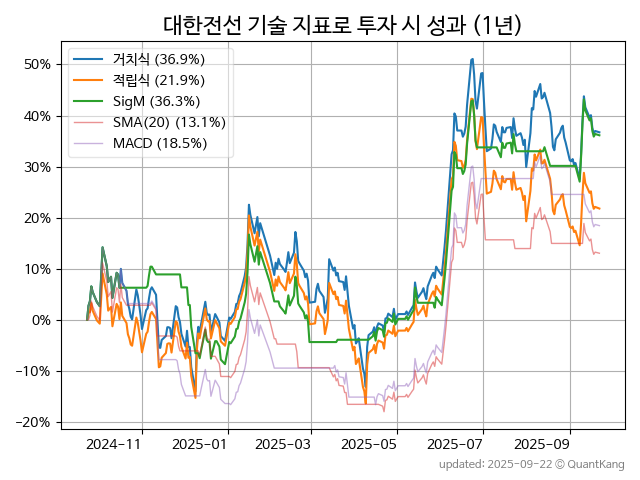 대한전선 기술 지표로 투자 시 성과 (1년)
거치식 (36.9%)
적립식 (21.9%)
SigM (36.3%)
SMA(20) (13.1%)
MACD (18.5%)
50%
40%
30%
20%
10%
0%
−10%
−20%
2024-11 2025-01 2025-03 2025-05 2025-07 2025-09
updated: 2025-09-22 © QuantKang